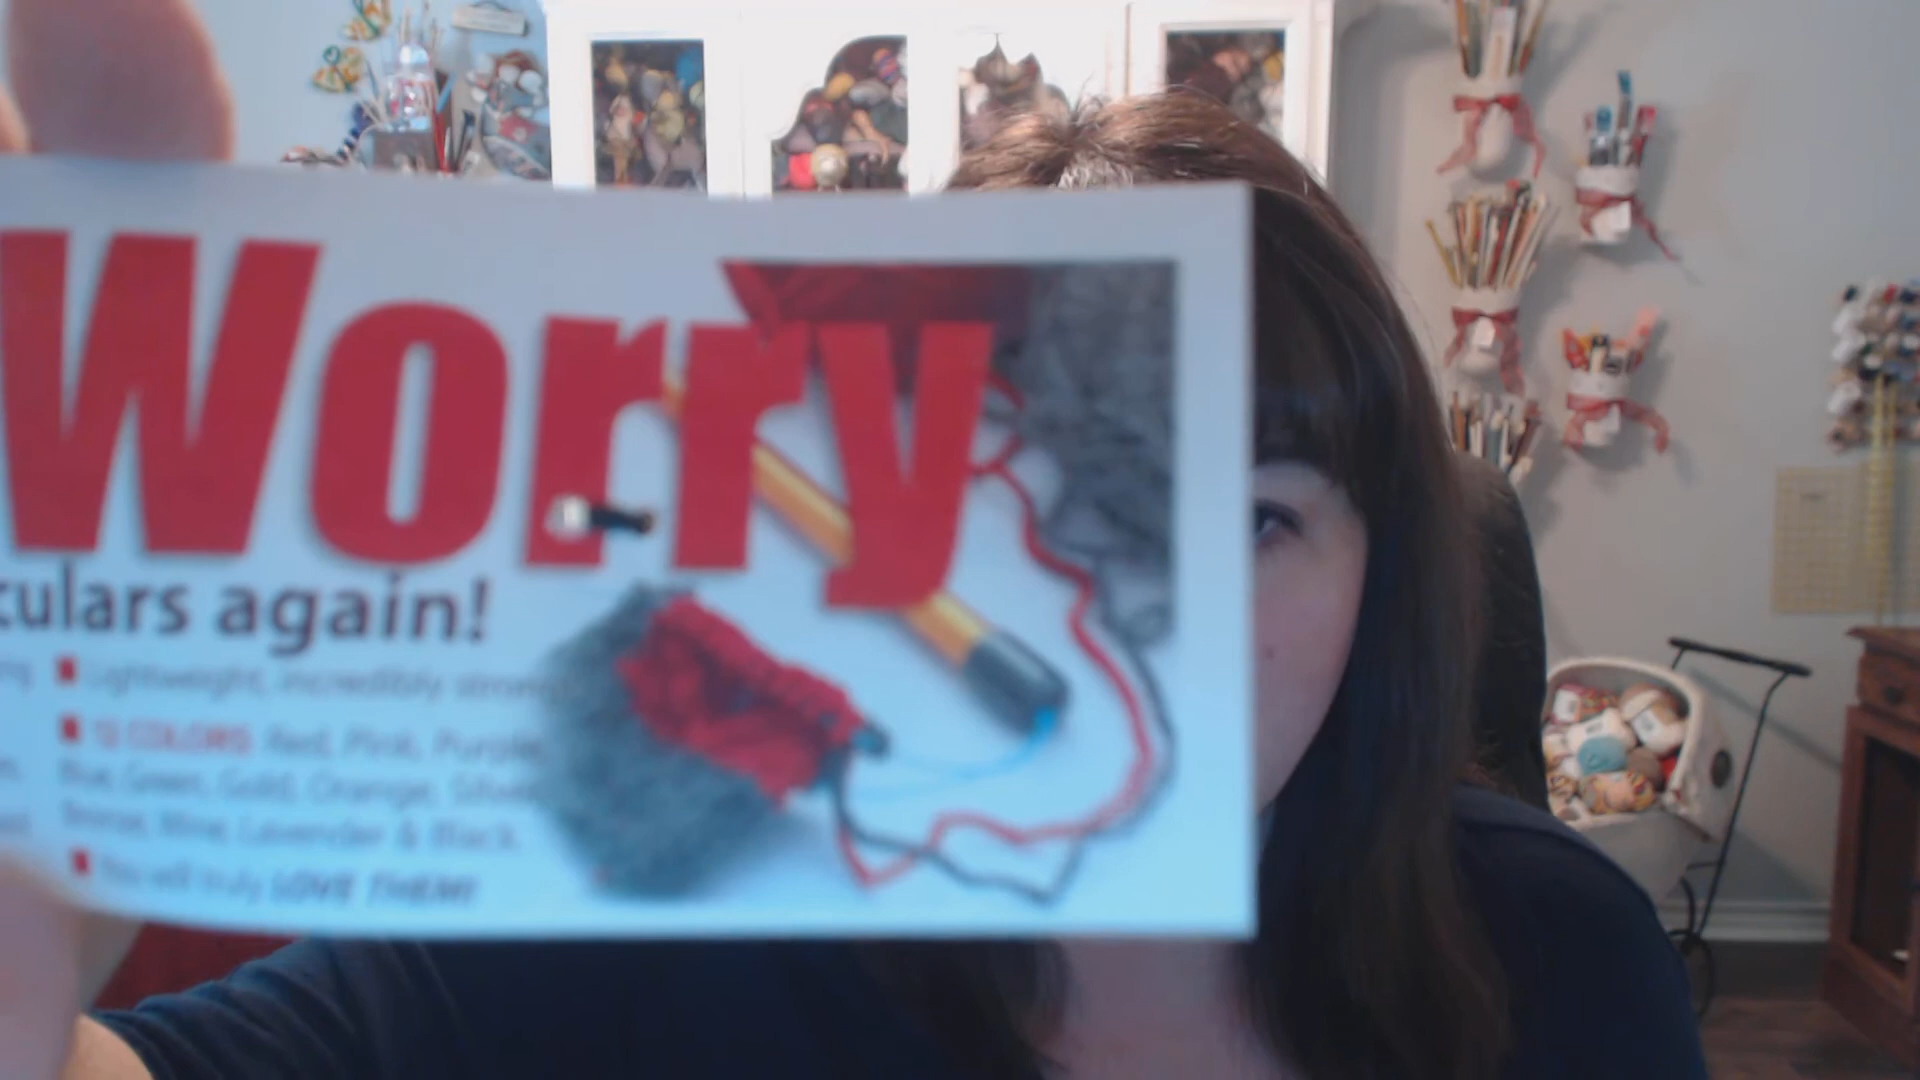 Worry
culars again!
Lightweight, incredibly strong
12 COLORS Red, Pink, Purple,
Blue, Green, Gold, Orange, Silver
Bronze, Wine, Lavender & Black.
You will truly LOVE THEM!